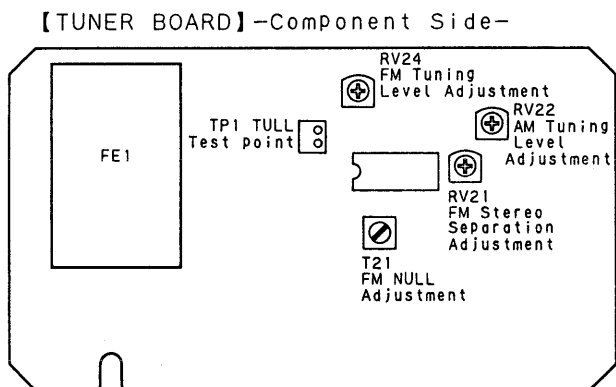 【TUNER BOARD】-Component Side-
RV24
FM Tuning
Level Adjustment
RV22
AM Tuning
Level
Adjustment
TP1 TULL
Test point
FE1
RV21
FM Stereo
Separation
Adjustment
T21
FM NULL
Adjustment